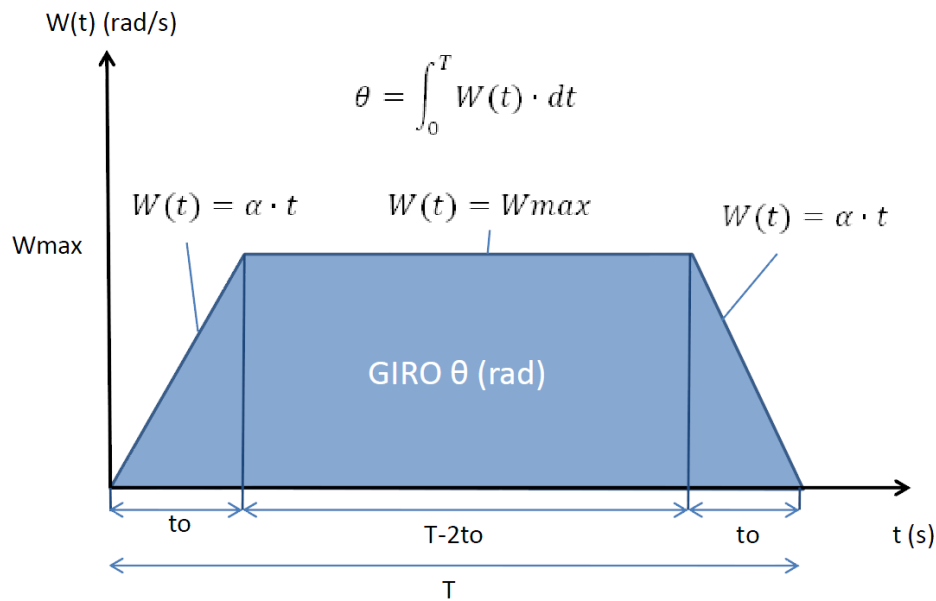 W(t) (rad/s)
θ = ∫₀ᵀ W(t) · dt
W(t) = α · t
W(t) = Wmax
W(t) = α · t
Wmax
GIRO θ (rad)
to
T-2to
to
t (s)
T